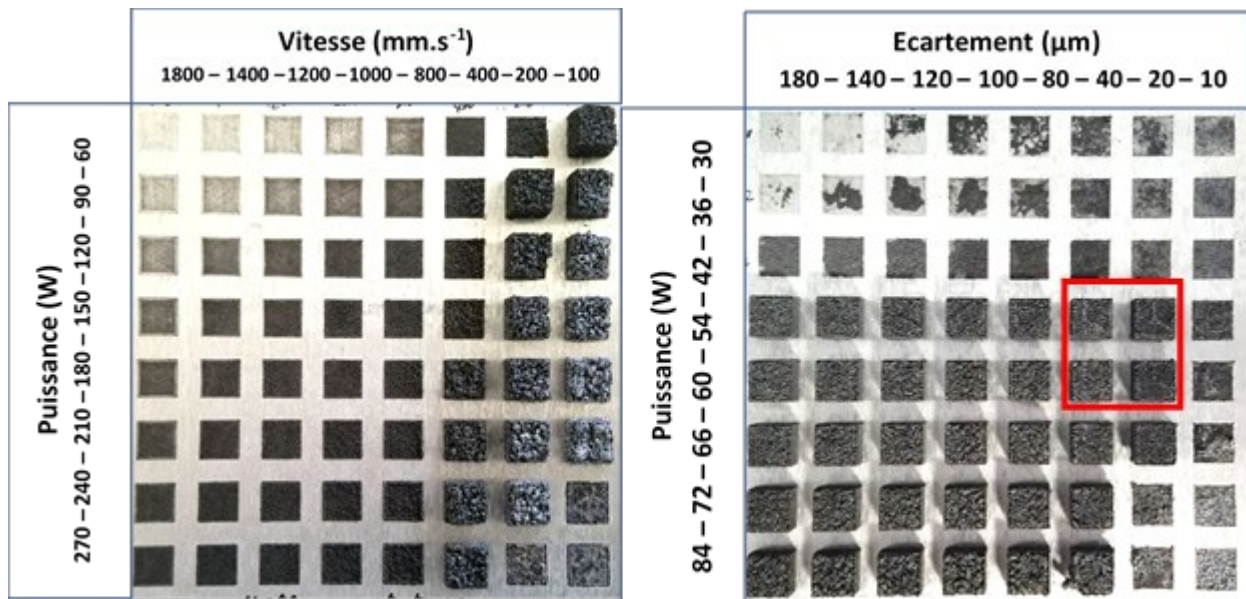 Vitesse (mm.s⁻¹)
1800 – 1400 –1200 –1000 – 800 – 400 –200 –100
Puissance (W)
270 –240 –210 –180 –150 –120 –90 –60
Ecartement (µm)
180 – 140 – 120 – 100 – 80 – 40 – 20 – 10
Puissance (W)
84 – 72 – 66 – 60 – 54 – 42 – 36 – 30